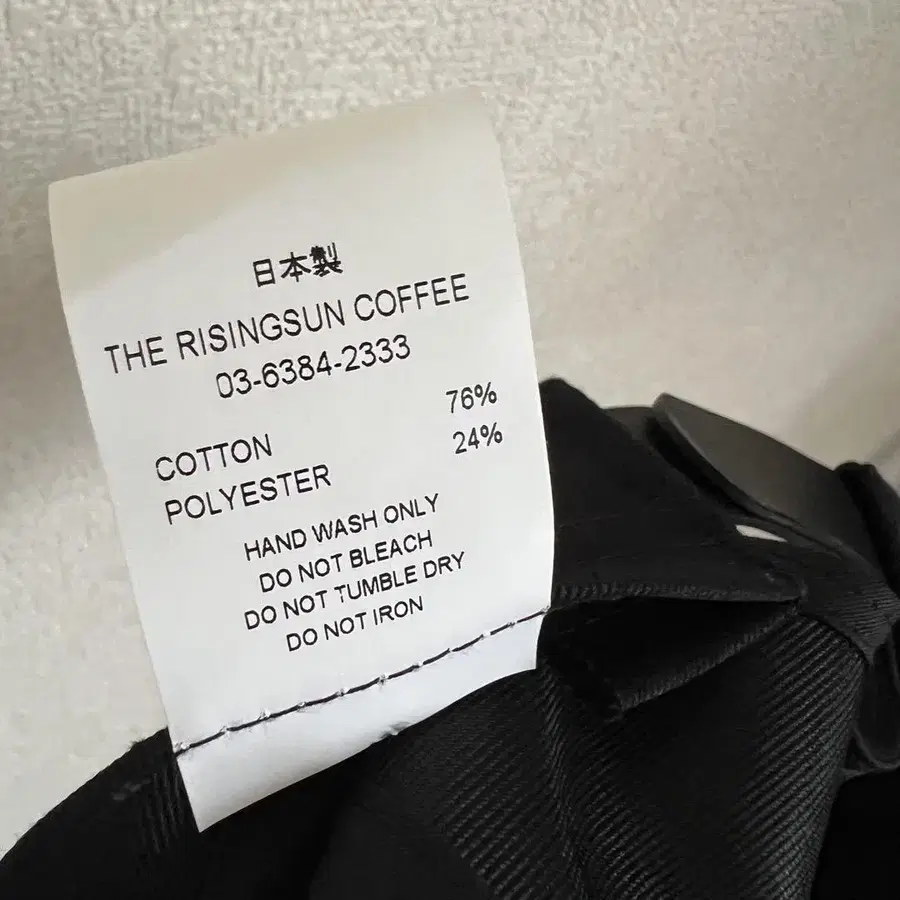 日本製
THE RISINGSUN COFFEE
03-6384-2333
COTTON 76%
POLYESTER 24%
HAND WASH ONLY
DO NOT BLEACH
DO NOT TUMBLE DRY
DO NOT IRON